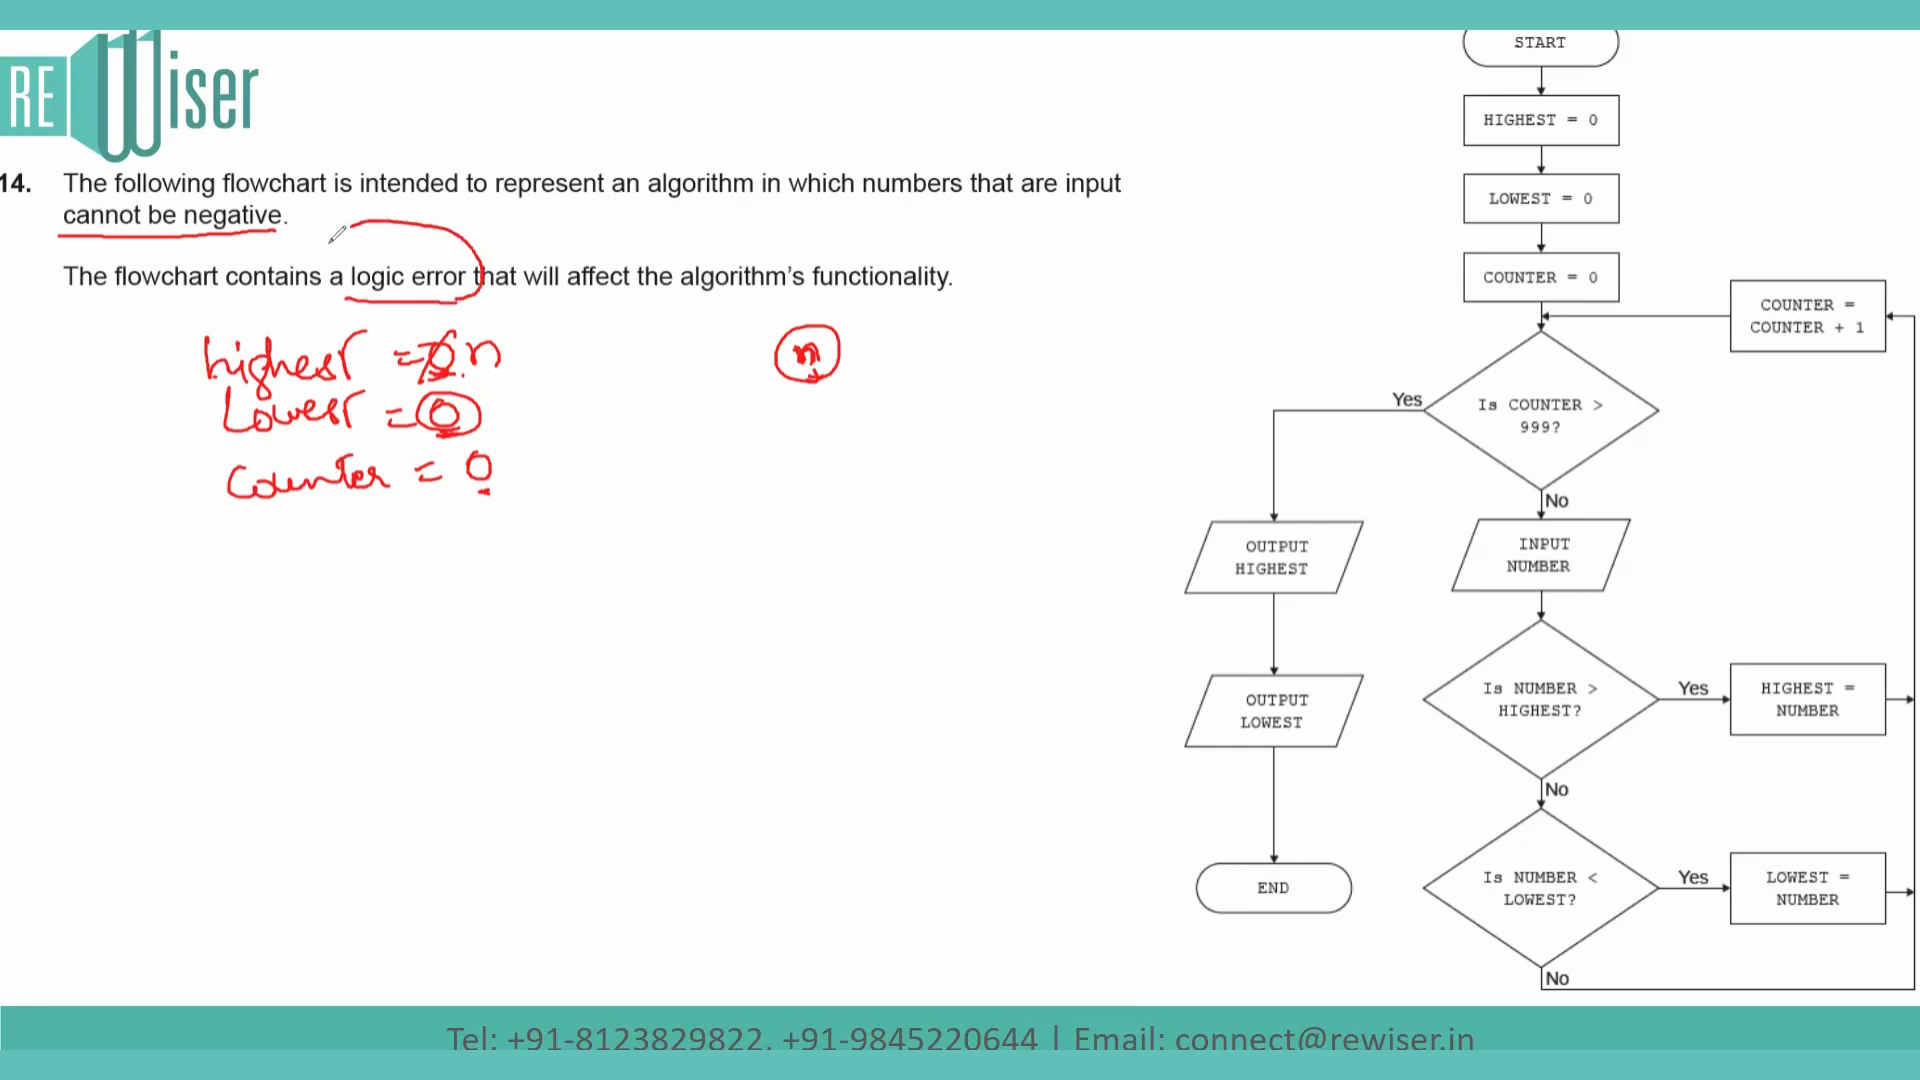 RE Wiser
14. The following flowchart is intended to represent an algorithm in which numbers that are input
cannot be negative.
The flowchart contains a logic error that will affect the algorithm's functionality.
highest = 0 n
Lowest = 0
Counter = 0
n
START
HIGHEST = 0
LOWEST = 0
COUNTER = 0
COUNTER =
COUNTER + 1
Is COUNTER >
999?
Yes
No
OUTPUT
HIGHEST
INPUT
NUMBER
Is NUMBER >
HIGHEST?
Yes
HIGHEST =
NUMBER
OUTPUT
LOWEST
No
Is NUMBER <
LOWEST?
Yes
LOWEST =
NUMBER
END
No
Tel: +91-8123829822, +91-9845220644 | Email: connect@rewiser.in